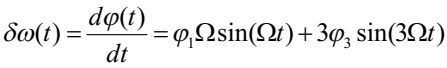 δω(t) = dφ(t)/dt = φ₁Ω sin(Ωt) + 3φ₃ sin(3Ωt)